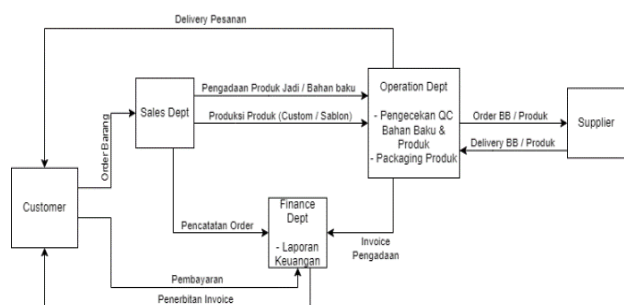 Delivery Pesanan
Pengadaan Produk Jadi / Bahan baku
Operation Dept
Sales Dept
- Pengecekan QC
Bahan Baku &
Produk
- Packaging Produk
Produksi Produk (Custom / Sablon)
Order BB / Produk
Supplier
Delivery BB / Produk
Order Barang
Customer
Finance
Dept
- Laporan
Keuangan
Pencatatan Order
Invoice
Pengadaan
Pembayaran
Penerbitan Invoice